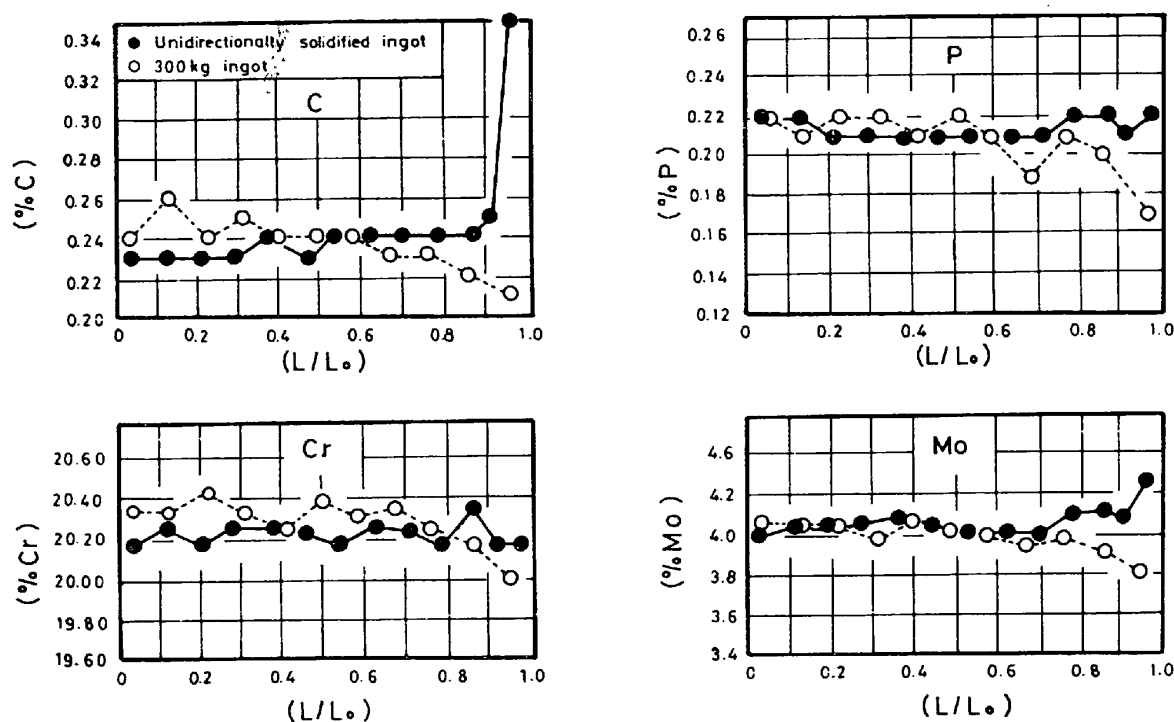 0.34
● Unidirectionally solidified ingot
○ 300 kg ingot
0.32
C
0.30
0.28
0.26
0.24
0.22
0.20
(%C)
0 0.2 0.4 0.6 0.8 1.0
(L/L₀)
0.26
P
0.24
0.22
0.20
0.18
0.16
0.14
0.12
(%P)
0 0.2 0.4 0.6 0.8 1.0
(L/L₀)
Cr
20.60
20.40
20.20
20.00
19.80
19.60
(%Cr)
0 0.2 0.4 0.6 0.8 1.0
(L/L₀)
Mo
4.6
4.2
4.0
3.8
3.6
3.4
(%Mo)
0 0.2 0.4 0.6 0.8 1.0
(L/L₀)